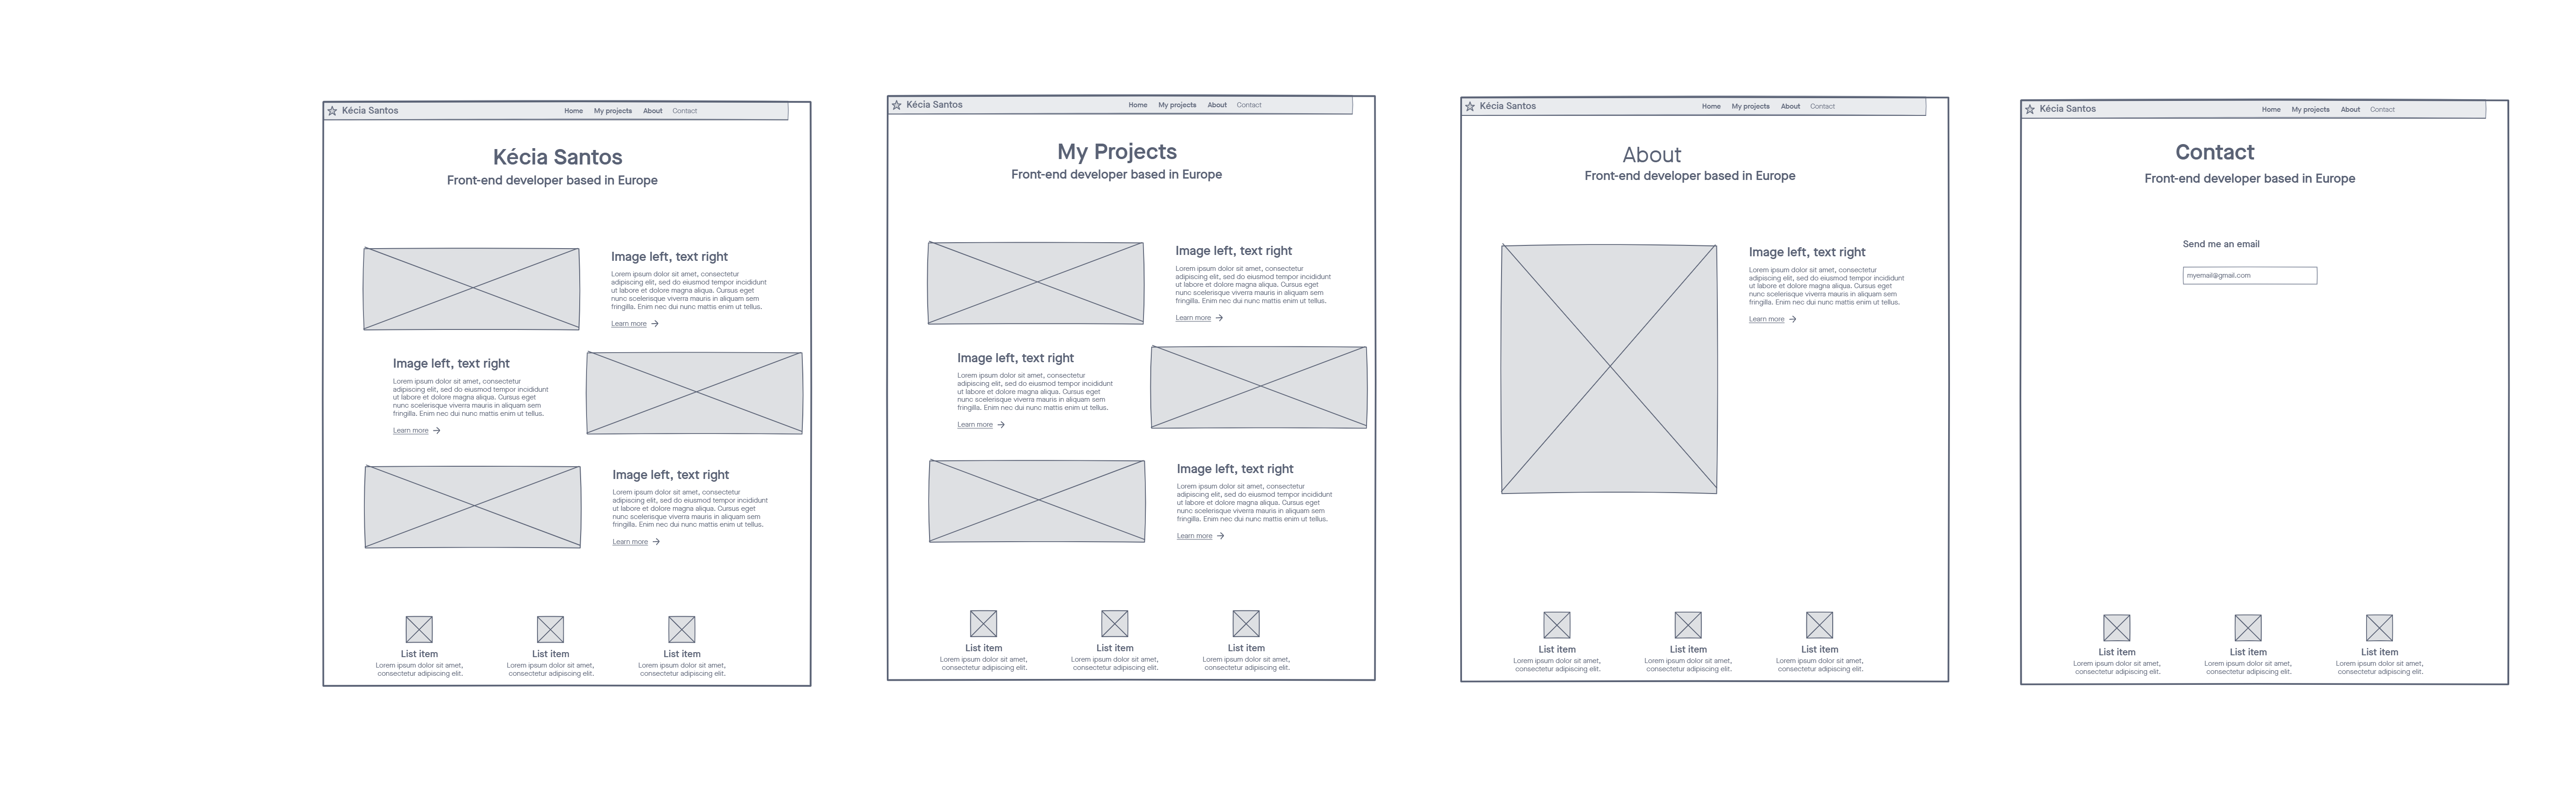 Kécia Santos
Home My projects About Contact
Kécia Santos
Front-end developer based in Europe
Image left, text right
Lorem ipsum dolor sit amet, consectetur
adipiscing elit, sed do eiusmod tempor incididunt
ut labore et dolore magna aliqua. Cursus eget
nunc scelerisque viverra mauris in aliquam sem
fringilla. Enim nec dui nunc mattis enim ut tellus.
Learn more
Image left, text right
Lorem ipsum dolor sit amet, consectetur
adipiscing elit, sed do eiusmod tempor incididunt
ut labore et dolore magna aliqua. Cursus eget
nunc scelerisque viverra mauris in aliquam sem
fringilla. Enim nec dui nunc mattis enim ut tellus.
Learn more
Image left, text right
Lorem ipsum dolor sit amet, consectetur
adipiscing elit, sed do eiusmod tempor incididunt
ut labore et dolore magna aliqua. Cursus eget
nunc scelerisque viverra mauris in aliquam sem
fringilla. Enim nec dui nunc mattis enim ut tellus.
Learn more
List item
Lorem ipsum dolor sit amet,
consectetur adipiscing elit.
List item
Lorem ipsum dolor sit amet,
consectetur adipiscing elit.
List item
Lorem ipsum dolor sit amet,
consectetur adipiscing elit.
Kécia Santos
Home My projects About Contact
My Projects
Front-end developer based in Europe
Image left, text right
Lorem ipsum dolor sit amet, consectetur
adipiscing elit, sed do eiusmod tempor incididunt
ut labore et dolore magna aliqua. Cursus eget
nunc scelerisque viverra mauris in aliquam sem
fringilla. Enim nec dui nunc mattis enim ut tellus.
Learn more
Image left, text right
Lorem ipsum dolor sit amet, consectetur
adipiscing elit, sed do eiusmod tempor incididunt
ut labore et dolore magna aliqua. Cursus eget
nunc scelerisque viverra mauris in aliquam sem
fringilla. Enim nec dui nunc mattis enim ut tellus.
Learn more
Image left, text right
Lorem ipsum dolor sit amet, consectetur
adipiscing elit, sed do eiusmod tempor incididunt
ut labore et dolore magna aliqua. Cursus eget
nunc scelerisque viverra mauris in aliquam sem
fringilla. Enim nec dui nunc mattis enim ut tellus.
Learn more
List item
Lorem ipsum dolor sit amet,
consectetur adipiscing elit.
List item
Lorem ipsum dolor sit amet,
consectetur adipiscing elit.
List item
Lorem ipsum dolor sit amet,
consectetur adipiscing elit.
Kécia Santos
Home My projects About Contact
About
Front-end developer based in Europe
Image left, text right
Lorem ipsum dolor sit amet, consectetur
adipiscing elit, sed do eiusmod tempor incididunt
ut labore et dolore magna aliqua. Cursus eget
nunc scelerisque viverra mauris in aliquam sem
fringilla. Enim nec dui nunc mattis enim ut tellus.
Learn more
List item
Lorem ipsum dolor sit amet,
consectetur adipiscing elit.
List item
Lorem ipsum dolor sit amet,
consectetur adipiscing elit.
List item
Lorem ipsum dolor sit amet,
consectetur adipiscing elit.
Kécia Santos
Home My projects About Contact
Contact
Front-end developer based in Europe
Send me an email
myemail@gmail.com
List item
Lorem ipsum dolor sit amet,
consectetur adipiscing elit.
List item
Lorem ipsum dolor sit amet,
consectetur adipiscing elit.
List item
Lorem ipsum dolor sit amet,
consectetur adipiscing elit.